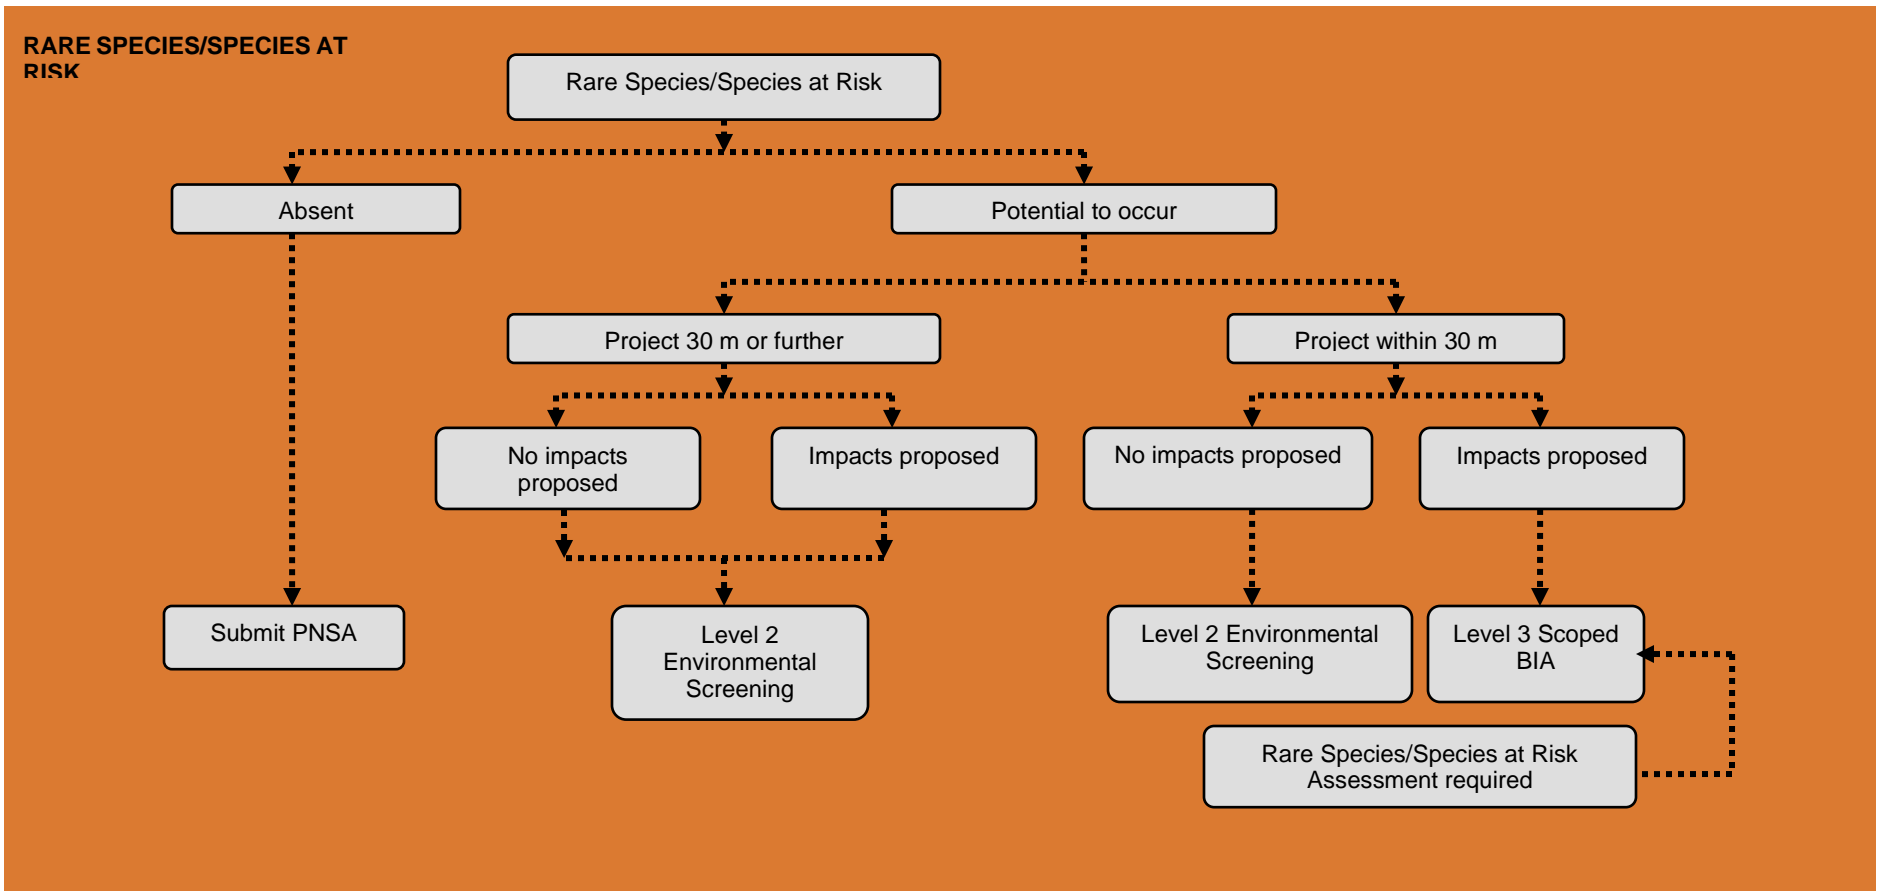 RARE SPECIES/SPECIES AT
RISK
Rare Species/Species at Risk
Absent
Potential to occur
Project 30 m or further
Project within 30 m
No impacts
proposed
Impacts proposed
No impacts proposed
Impacts proposed
Submit PNSA
Level 2
Environmental
Screening
Level 2 Environmental
Screening
Level 3 Scoped
BIA
Rare Species/Species at Risk
Assessment required